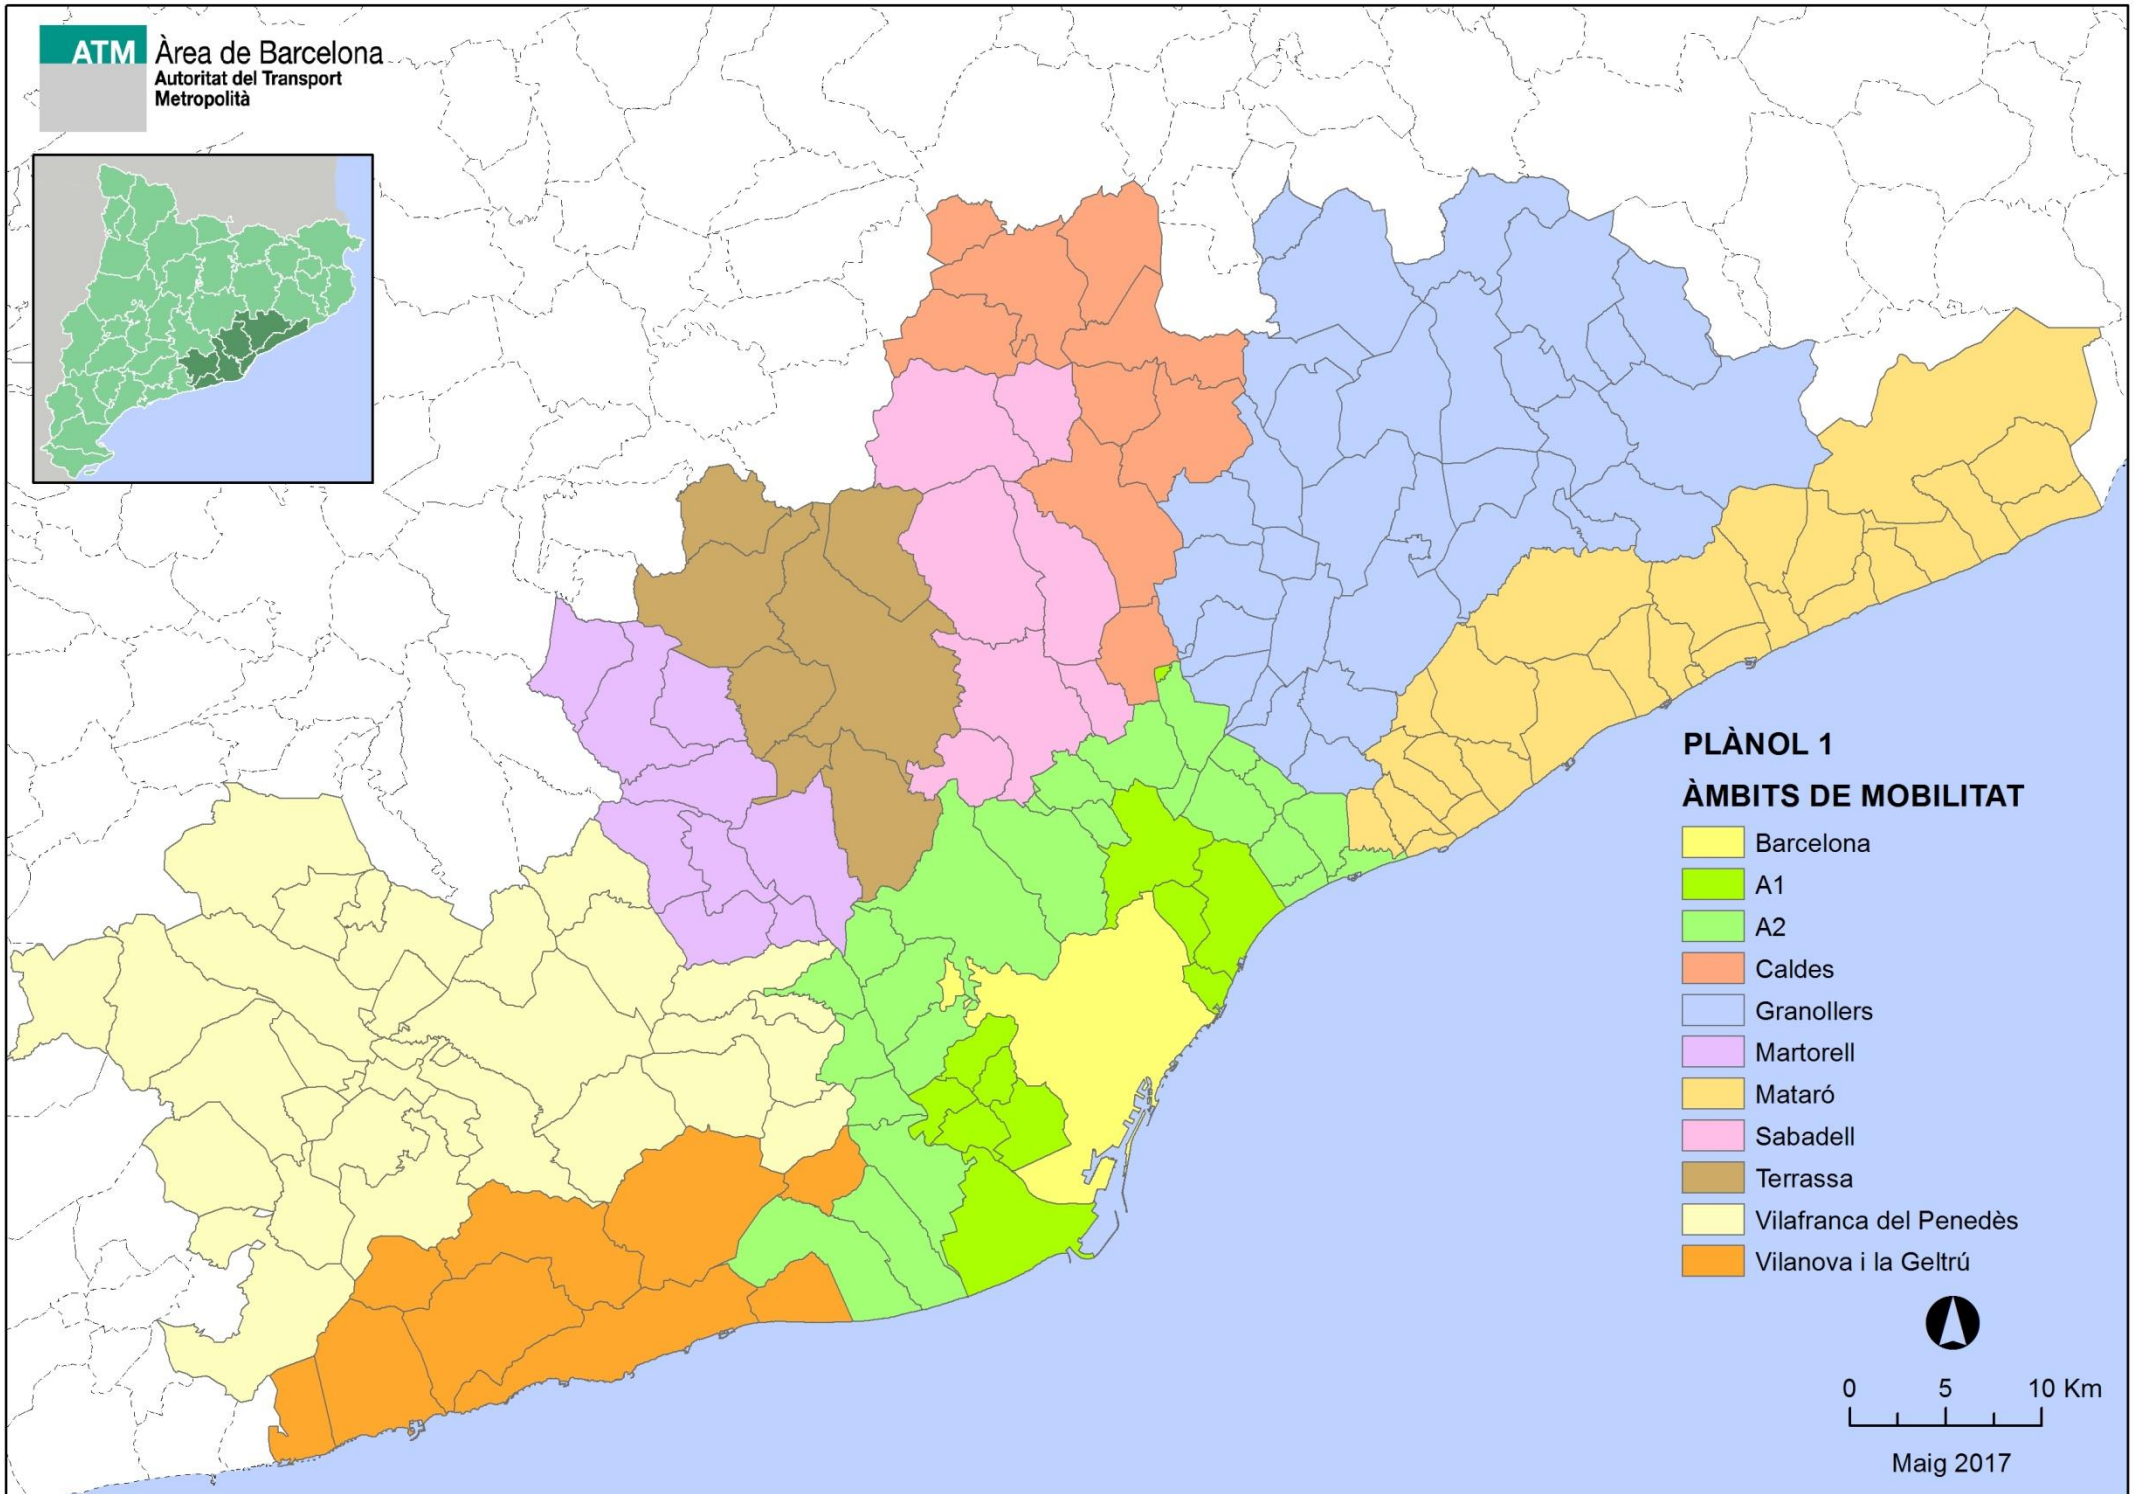 ATM Àrea de Barcelona
Autoritat del Transport
Metropolità
PLÀNOL 1
ÀMBITS DE MOBILITAT
Barcelona
A1
A2
Caldes
Granollers
Martorell
Mataró
Sabadell
Terrassa
Vilafranca del Penedès
Vilanova i la Geltrú
0 5 10 Km
Maig 2017